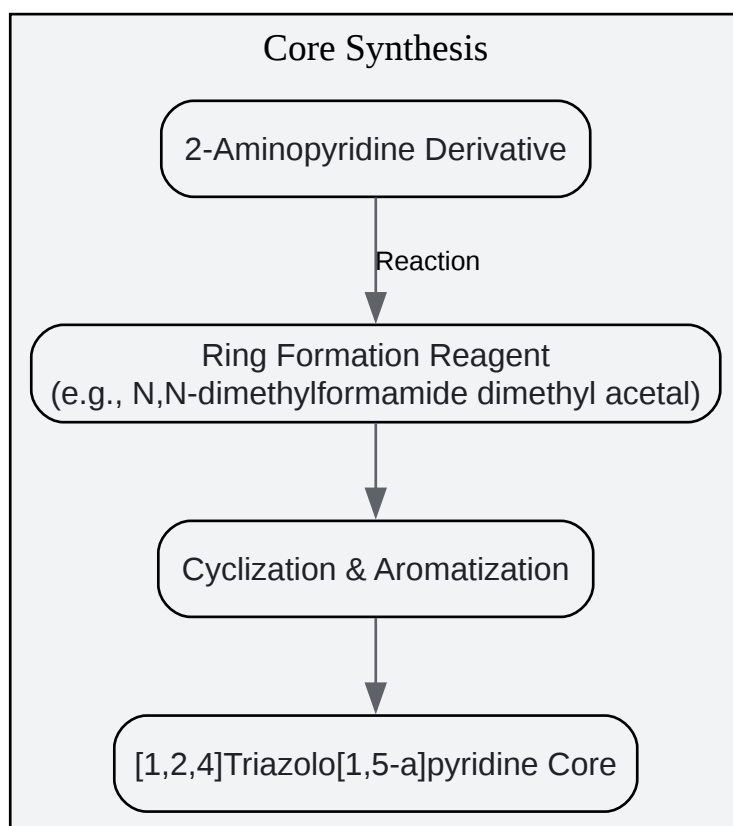 Core Synthesis
2-Aminopyridine Derivative
Reaction
Ring Formation Reagent
(e.g., N,N-dimethylformamide dimethyl acetal)
Cyclization & Aromatization
[1,2,4]Triazolo[1,5-a]pyridine Core